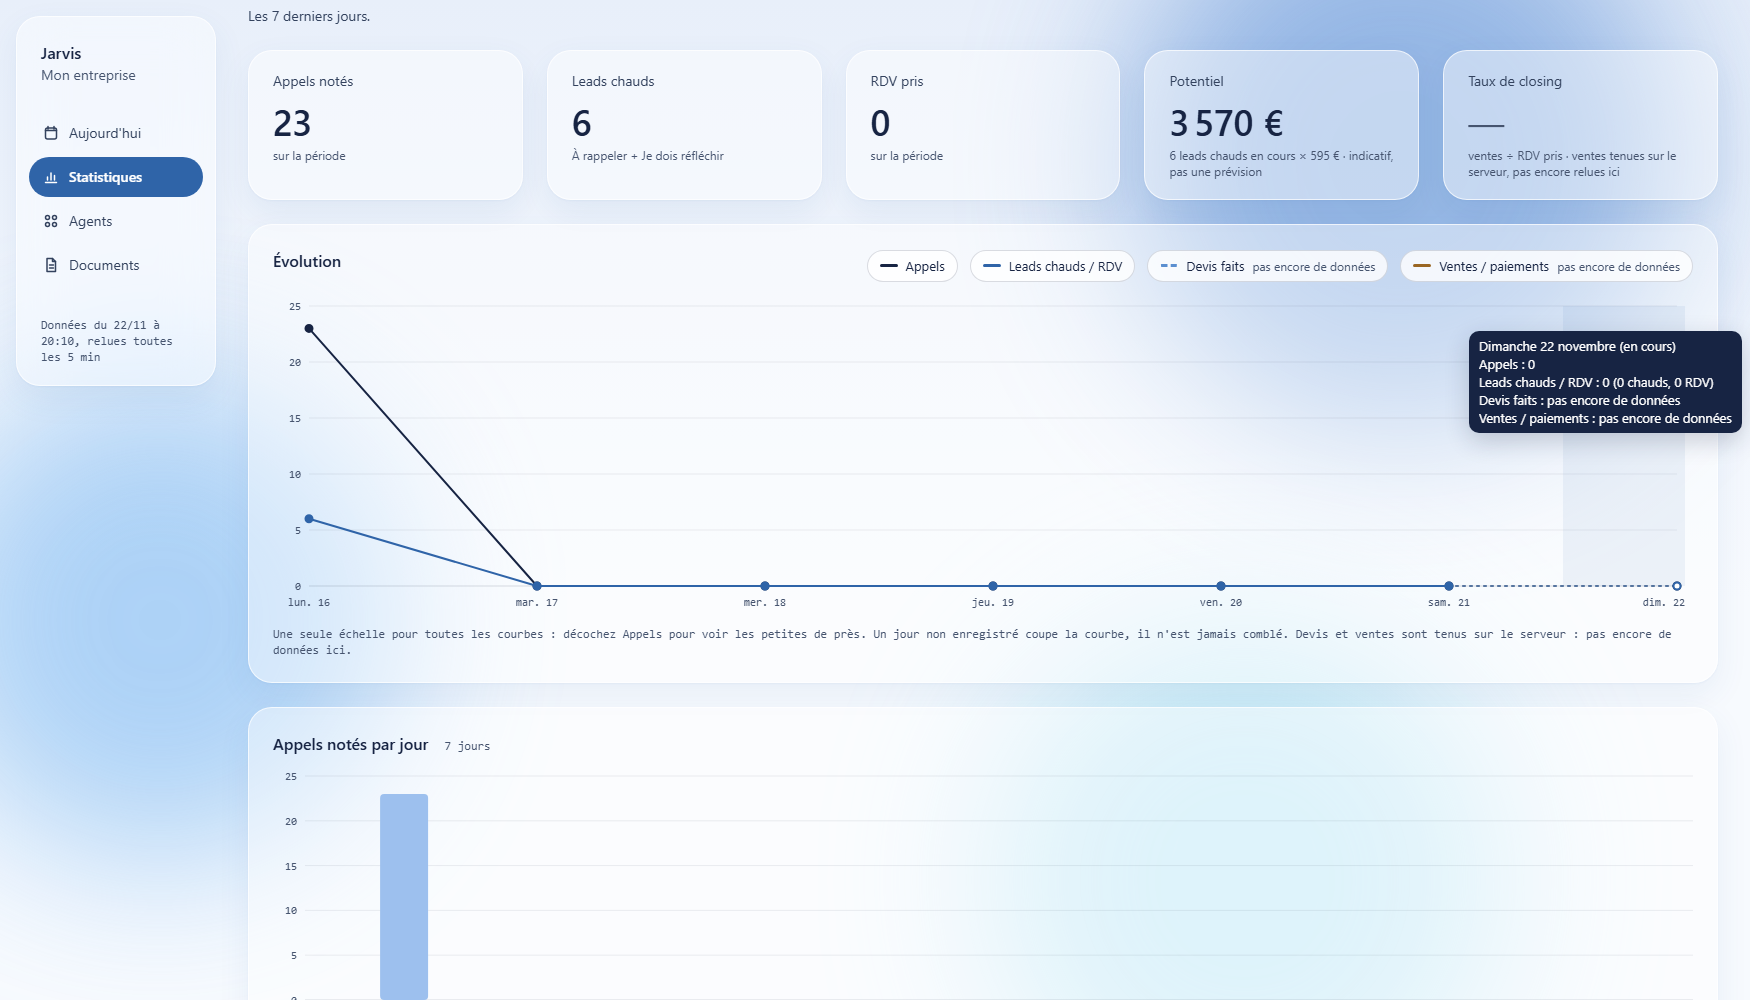 Jarvis
Mon entreprise
Aujourd'hui
Statistiques
Agents
Documents
Données du 22/11 à
20:10, relues toutes
les 5 min
Les 7 derniers jours.
Appels notés
23
sur la période
Leads chauds
6
À rappeler + Je dois réfléchir
RDV pris
0
sur la période
Potentiel
3 570 €
6 leads chauds en cours × 595 € · indicatif,
pas une prévision
Taux de closing
—
ventes ÷ RDV pris · ventes tenues sur le
serveur, pas encore relues ici
Évolution
Appels
Leads chauds / RDV
Devis faits pas encore de données
Ventes / paiements pas encore de données
25
20
15
10
5
0
lun. 16
mar. 17
mer. 18
jeu. 19
ven. 20
sam. 21
dim. 22
Dimanche 22 novembre (en cours)
Appels : 0
Leads chauds / RDV : 0 (0 chauds, 0 RDV)
Devis faits : pas encore de données
Ventes / paiements : pas encore de données
Une seule échelle pour toutes les courbes : décochez Appels pour voir les petites de près. Un jour non enregistré coupe la courbe, il n'est jamais comblé. Devis et ventes sont tenus sur le serveur : pas encore de
données ici.
Appels notés par jour 7 jours
25
20
15
10
5
0